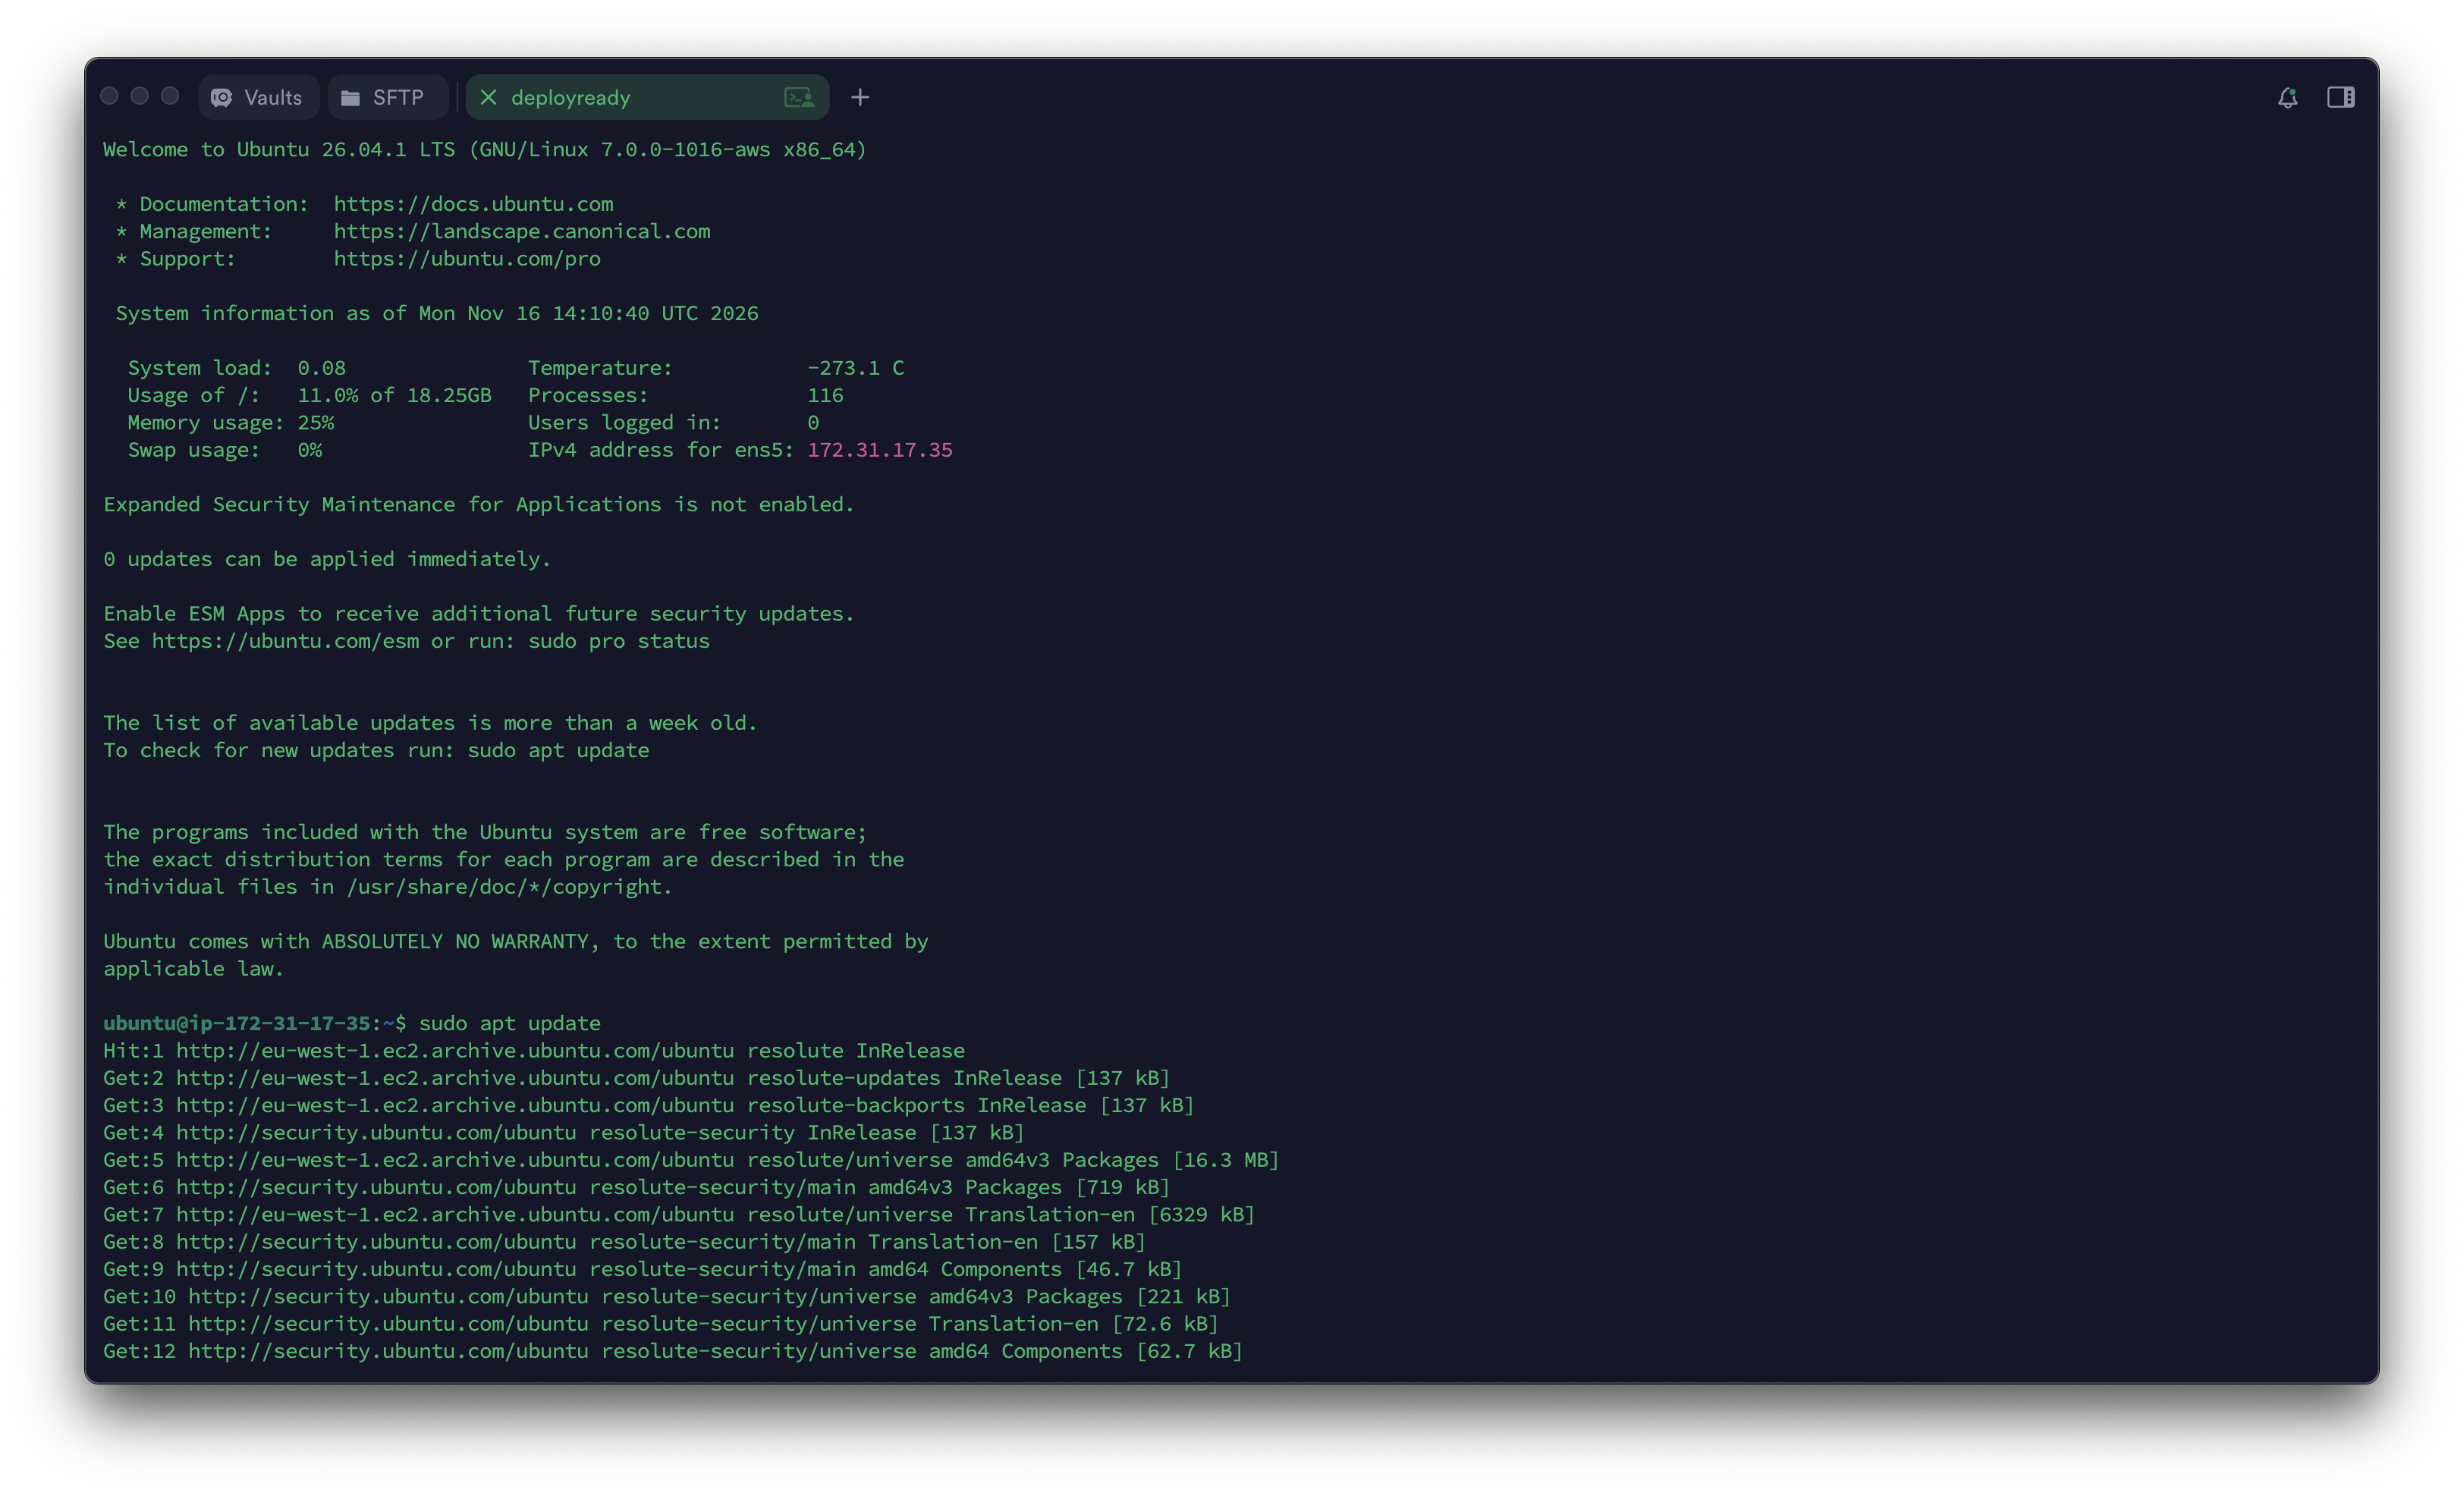 Vaults
SFTP
deployready
Welcome to Ubuntu 26.04.1 LTS (GNU/Linux 7.0.0-1016-aws x86_64)
* Documentation:  https://docs.ubuntu.com
* Management:     https://landscape.canonical.com
* Support:        https://ubuntu.com/pro
System information as of Mon Nov 16 14:10:40 UTC 2026
System load:  0.08               Temperature:           -273.1 C
Usage of /:   11.0% of 18.25GB   Processes:             116
Memory usage: 25%                Users logged in:       0
Swap usage:   0%                 IPv4 address for ens5: 172.31.17.35
Expanded Security Maintenance for Applications is not enabled.
0 updates can be applied immediately.
Enable ESM Apps to receive additional future security updates.
See https://ubuntu.com/esm or run: sudo pro status
The list of available updates is more than a week old.
To check for new updates run: sudo apt update
The programs included with the Ubuntu system are free software;
the exact distribution terms for each program are described in the
individual files in /usr/share/doc/*/copyright.
Ubuntu comes with ABSOLUTELY NO WARRANTY, to the extent permitted by
applicable law.
ubuntu@ip-172-31-17-35:~$ sudo apt update
Hit:1 http://eu-west-1.ec2.archive.ubuntu.com/ubuntu resolute InRelease
Get:2 http://eu-west-1.ec2.archive.ubuntu.com/ubuntu resolute-updates InRelease [137 kB]
Get:3 http://eu-west-1.ec2.archive.ubuntu.com/ubuntu resolute-backports InRelease [137 kB]
Get:4 http://security.ubuntu.com/ubuntu resolute-security InRelease [137 kB]
Get:5 http://eu-west-1.ec2.archive.ubuntu.com/ubuntu resolute/universe amd64v3 Packages [16.3 MB]
Get:6 http://security.ubuntu.com/ubuntu resolute-security/main amd64v3 Packages [719 kB]
Get:7 http://eu-west-1.ec2.archive.ubuntu.com/ubuntu resolute/universe Translation-en [6329 kB]
Get:8 http://security.ubuntu.com/ubuntu resolute-security/main Translation-en [157 kB]
Get:9 http://security.ubuntu.com/ubuntu resolute-security/main amd64 Components [46.7 kB]
Get:10 http://security.ubuntu.com/ubuntu resolute-security/universe amd64v3 Packages [221 kB]
Get:11 http://security.ubuntu.com/ubuntu resolute-security/universe Translation-en [72.6 kB]
Get:12 http://security.ubuntu.com/ubuntu resolute-security/universe amd64 Components [62.7 kB]